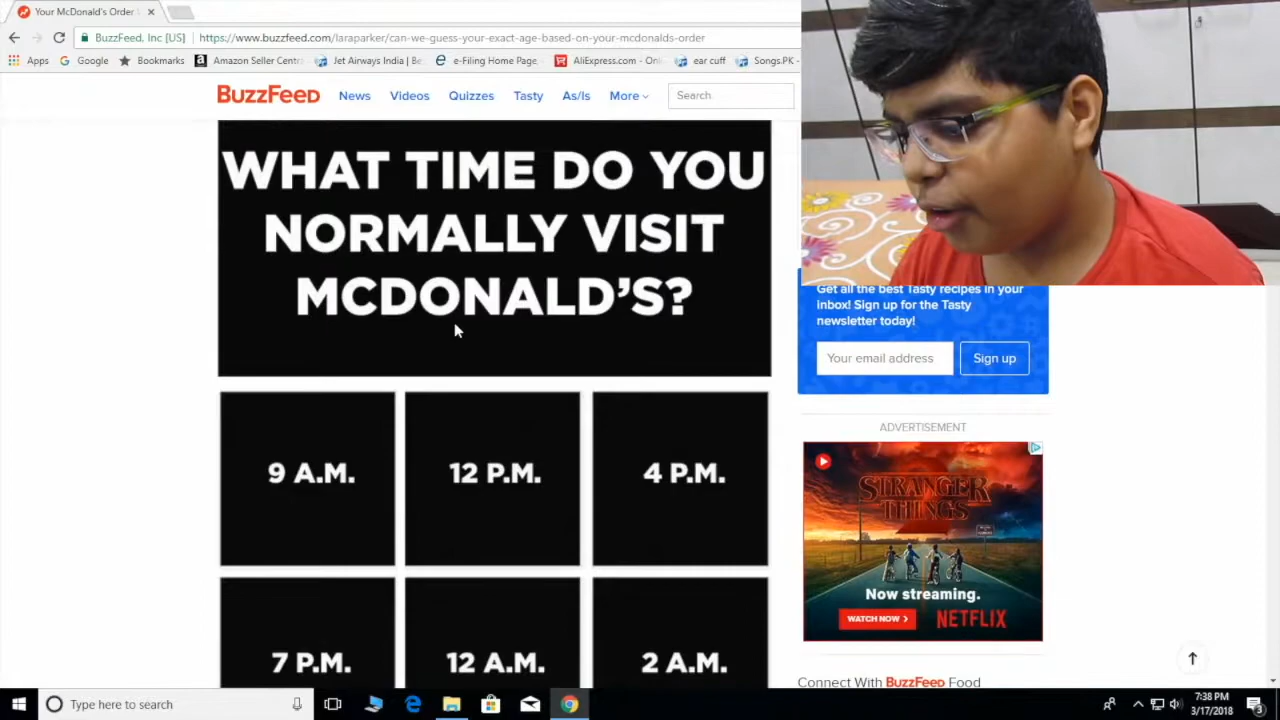 Your McDonald's Order
BuzzFeed, Inc [US] https://www.buzzfeed.com/laraparker/can-we-guess-your-exact-age-based-on-your-mcdonalds-order
Apps Google Bookmarks Amazon Seller Centr Jet Airways India | Be e-Filing Home Page, AliExpress.com - Onl ear cuff Songs.PK -
BuzzFeed News Videos Quizzes Tasty As/Is More Search
WHAT TIME DO YOU
NORMALLY VISIT
MCDONALD'S?
9 A.M. 12 P.M. 4 P.M.
7 P.M. 12 A.M. 2 A.M.
Get all the best Tasty recipes in your
inbox! Sign up for the Tasty
newsletter today!
Your email address Sign up
ADVERTISEMENT
STRANGER
THINGS
2
Now streaming.
WATCH NOW NETFLIX
Connect With BuzzFeed Food
Type here to search
7:38 PM
3/17/2018
3